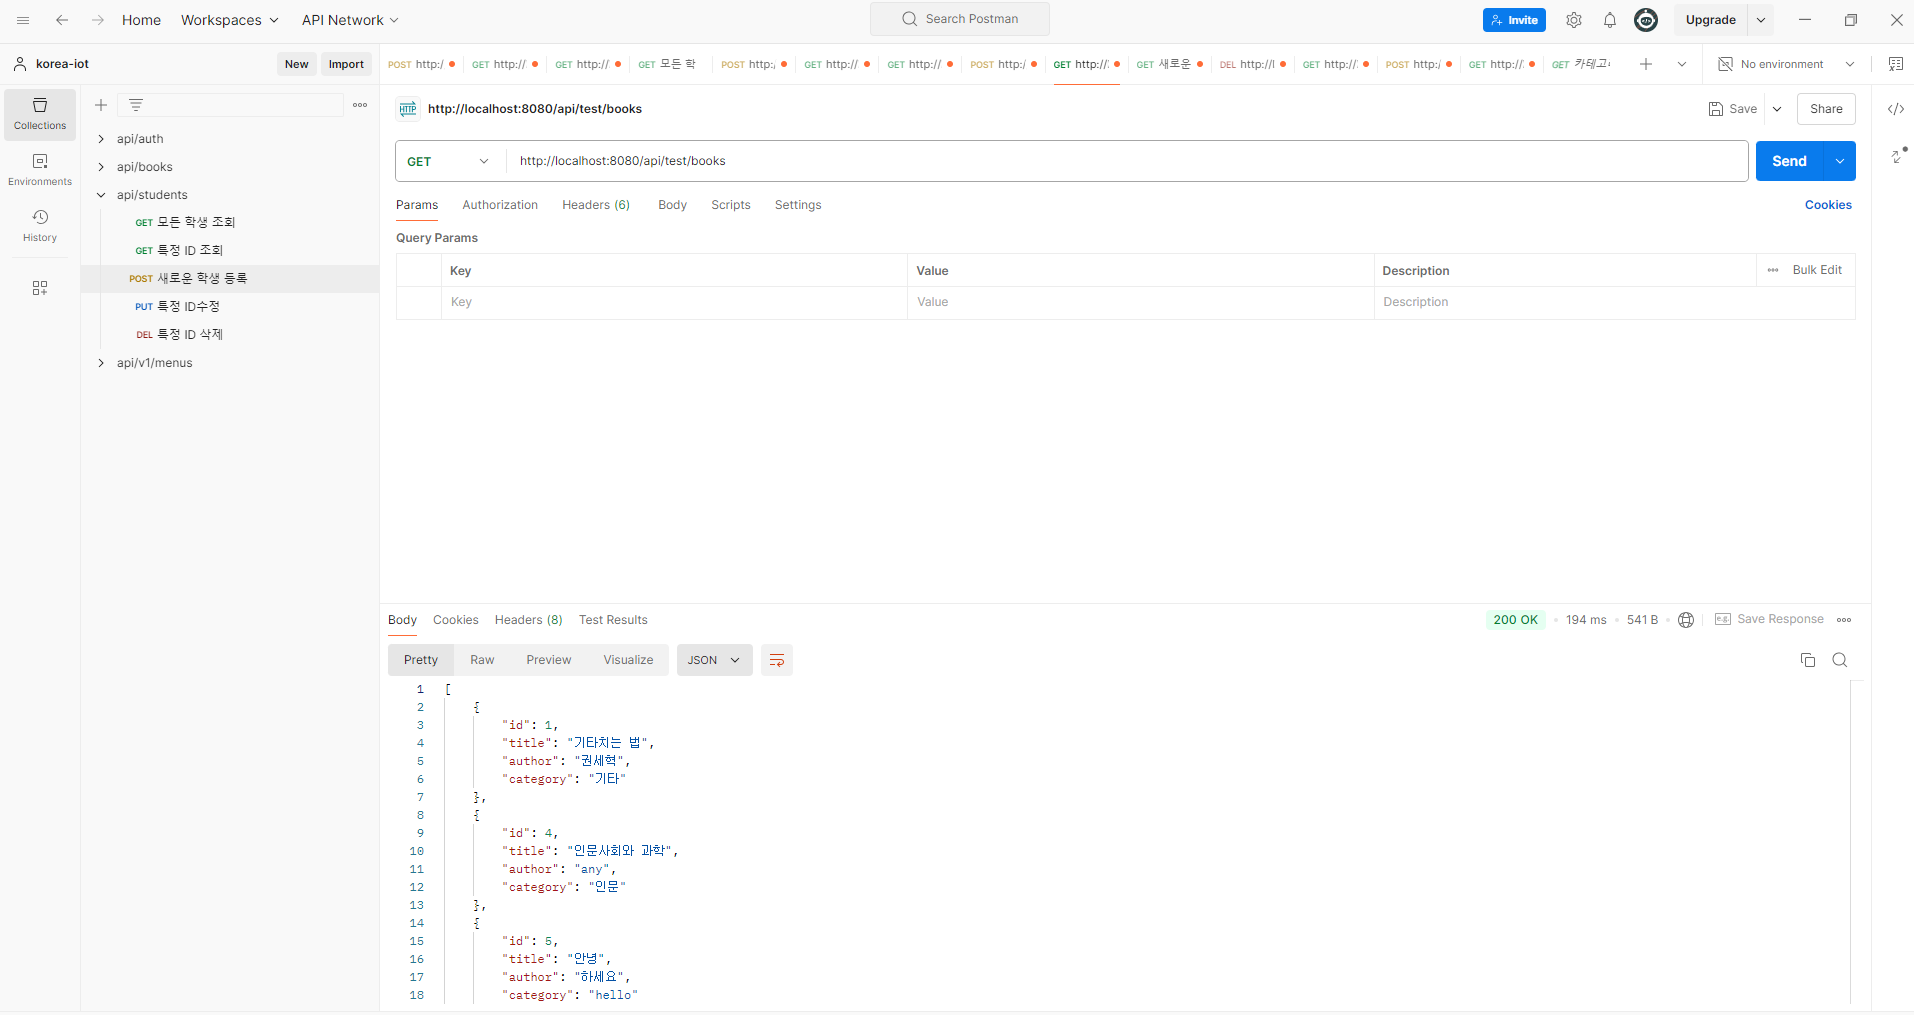 Home Workspaces API Network Search Postman Invite Upgrade
korea-iot New Import POST http:/ GET http:// GET http:// GET 모든 학 POST http:/ GET http:// GET http:// POST http:/ GET http:// GET 새로운 DEL http://l GET http:// POST http:/ GET http:// GET 카테고 No environment
Collections
Environments
History
api/auth
api/books
api/students
GET 모든 학생 조회
GET 특정 ID 조회
POST 새로운 학생 등록
PUT 특정 ID수정
DEL 특정 ID 삭제
api/v1/menus
HTTP http://localhost:8080/api/test/books Save Share
GET http://localhost:8080/api/test/books Send
Params Authorization Headers (6) Body Scripts Settings Cookies
Query Params
Key Value Description Bulk Edit
Key Value Description
Body Cookies Headers (8) Test Results 200 OK 194 ms 541 B e.g. Save Response
Pretty Raw Preview Visualize JSON
1 [
2 {
3 "id": 1,
4 "title": "기타치는 법",
5 "author": "권세혁",
6 "category": "기타"
7 },
8 {
9 "id": 4,
10 "title": "인문사회와 과학",
11 "author": "any",
12 "category": "인문"
13 },
14 {
15 "id": 5,
16 "title": "안녕",
17 "author": "하세요",
18 "category": "hello"